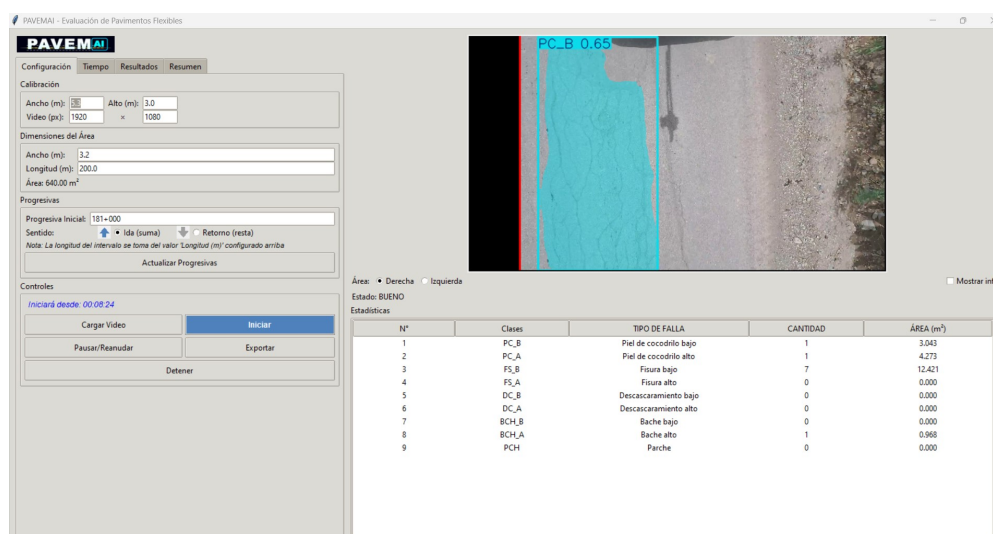 PAVEMAI - Evaluación de Pavimentos Flexibles
PAVEMAI
Configuración Tiempo Resultados Resumen
Calibración
Ancho (m): Alto (m): 3.0
Video (px): 1920 × 1080
Dimensiones del Área
Ancho (m): 3.2
Longitud (m): 200.0
Área: 640.00 m²
Progresivas
Progresiva Inicial: 181+000
Sentido: Ida (suma) Retorno (resta)
Nota: La longitud del intervalo se toma del valor 'Longitud (m)' configurado arriba
Actualizar Progresivas
Controles
Iniciará desde: 00:08:24
Cargar Video Iniciar
Pausar/Reanudar Exportar
Detener
PC_B 0.65
Área: Derecha Izquierda Mostrar int
Estado: BUENO
Estadísticas
N° Clases TIPO DE FALLA CANTIDAD ÁREA (m²)
1 PC_B Piel de cocodrilo bajo 1 3.043
2 PC_A Piel de cocodrilo alto 1 4.273
3 FS_B Fisura bajo 7 12.421
4 FS_A Fisura alto 0 0.000
5 DC_B Descascaramiento bajo 0 0.000
6 DC_A Descascaramiento alto 0 0.000
7 BCH_B Bache bajo 0 0.000
8 BCH_A Bache alto 1 0.968
9 PCH Parche 0 0.000